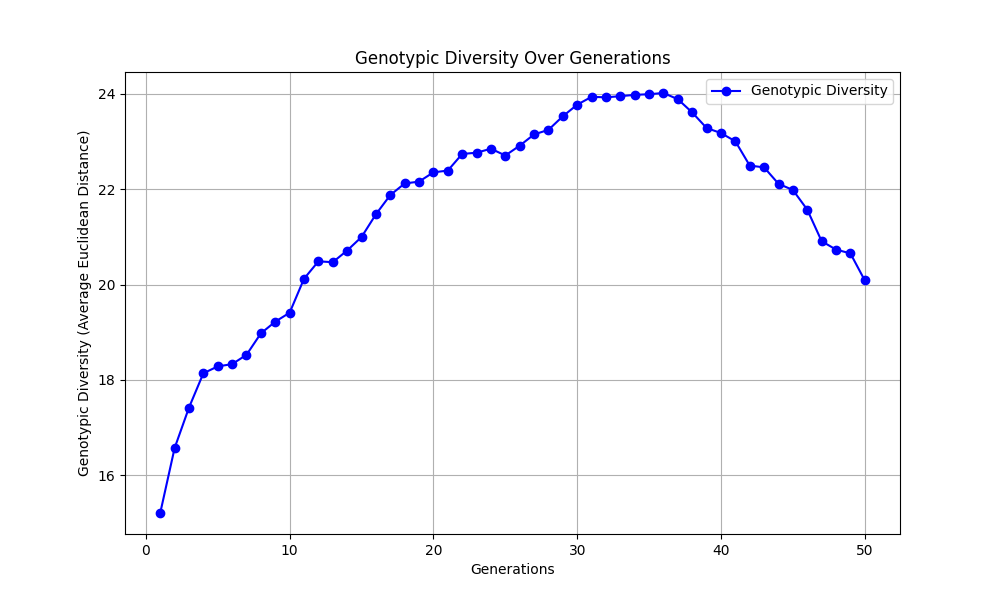 Genotypic Diversity Over Generations
Genotypic Diversity
Genotypic Diversity (Average Euclidean Distance)
24
22
20
18
16
0 10 20 30 40 50
Generations